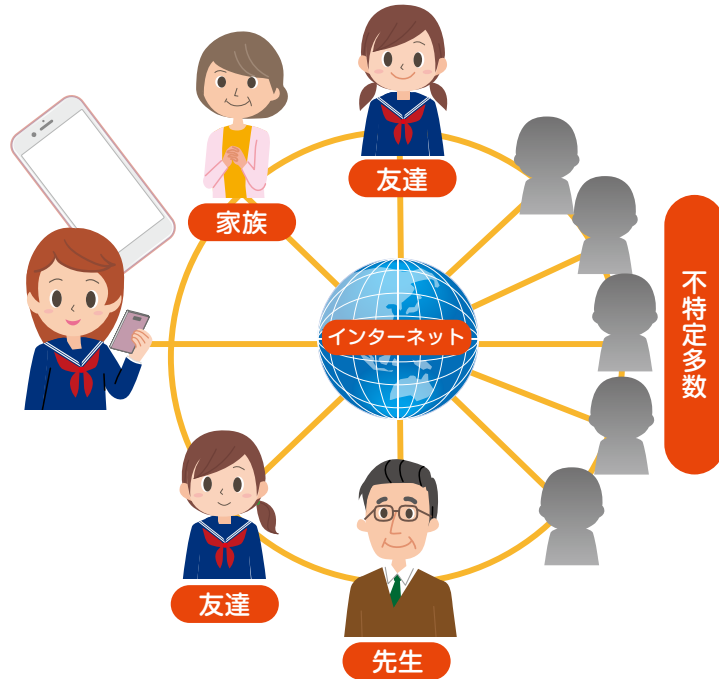 友達
家族
インターネット
不特定多数
友達
先生